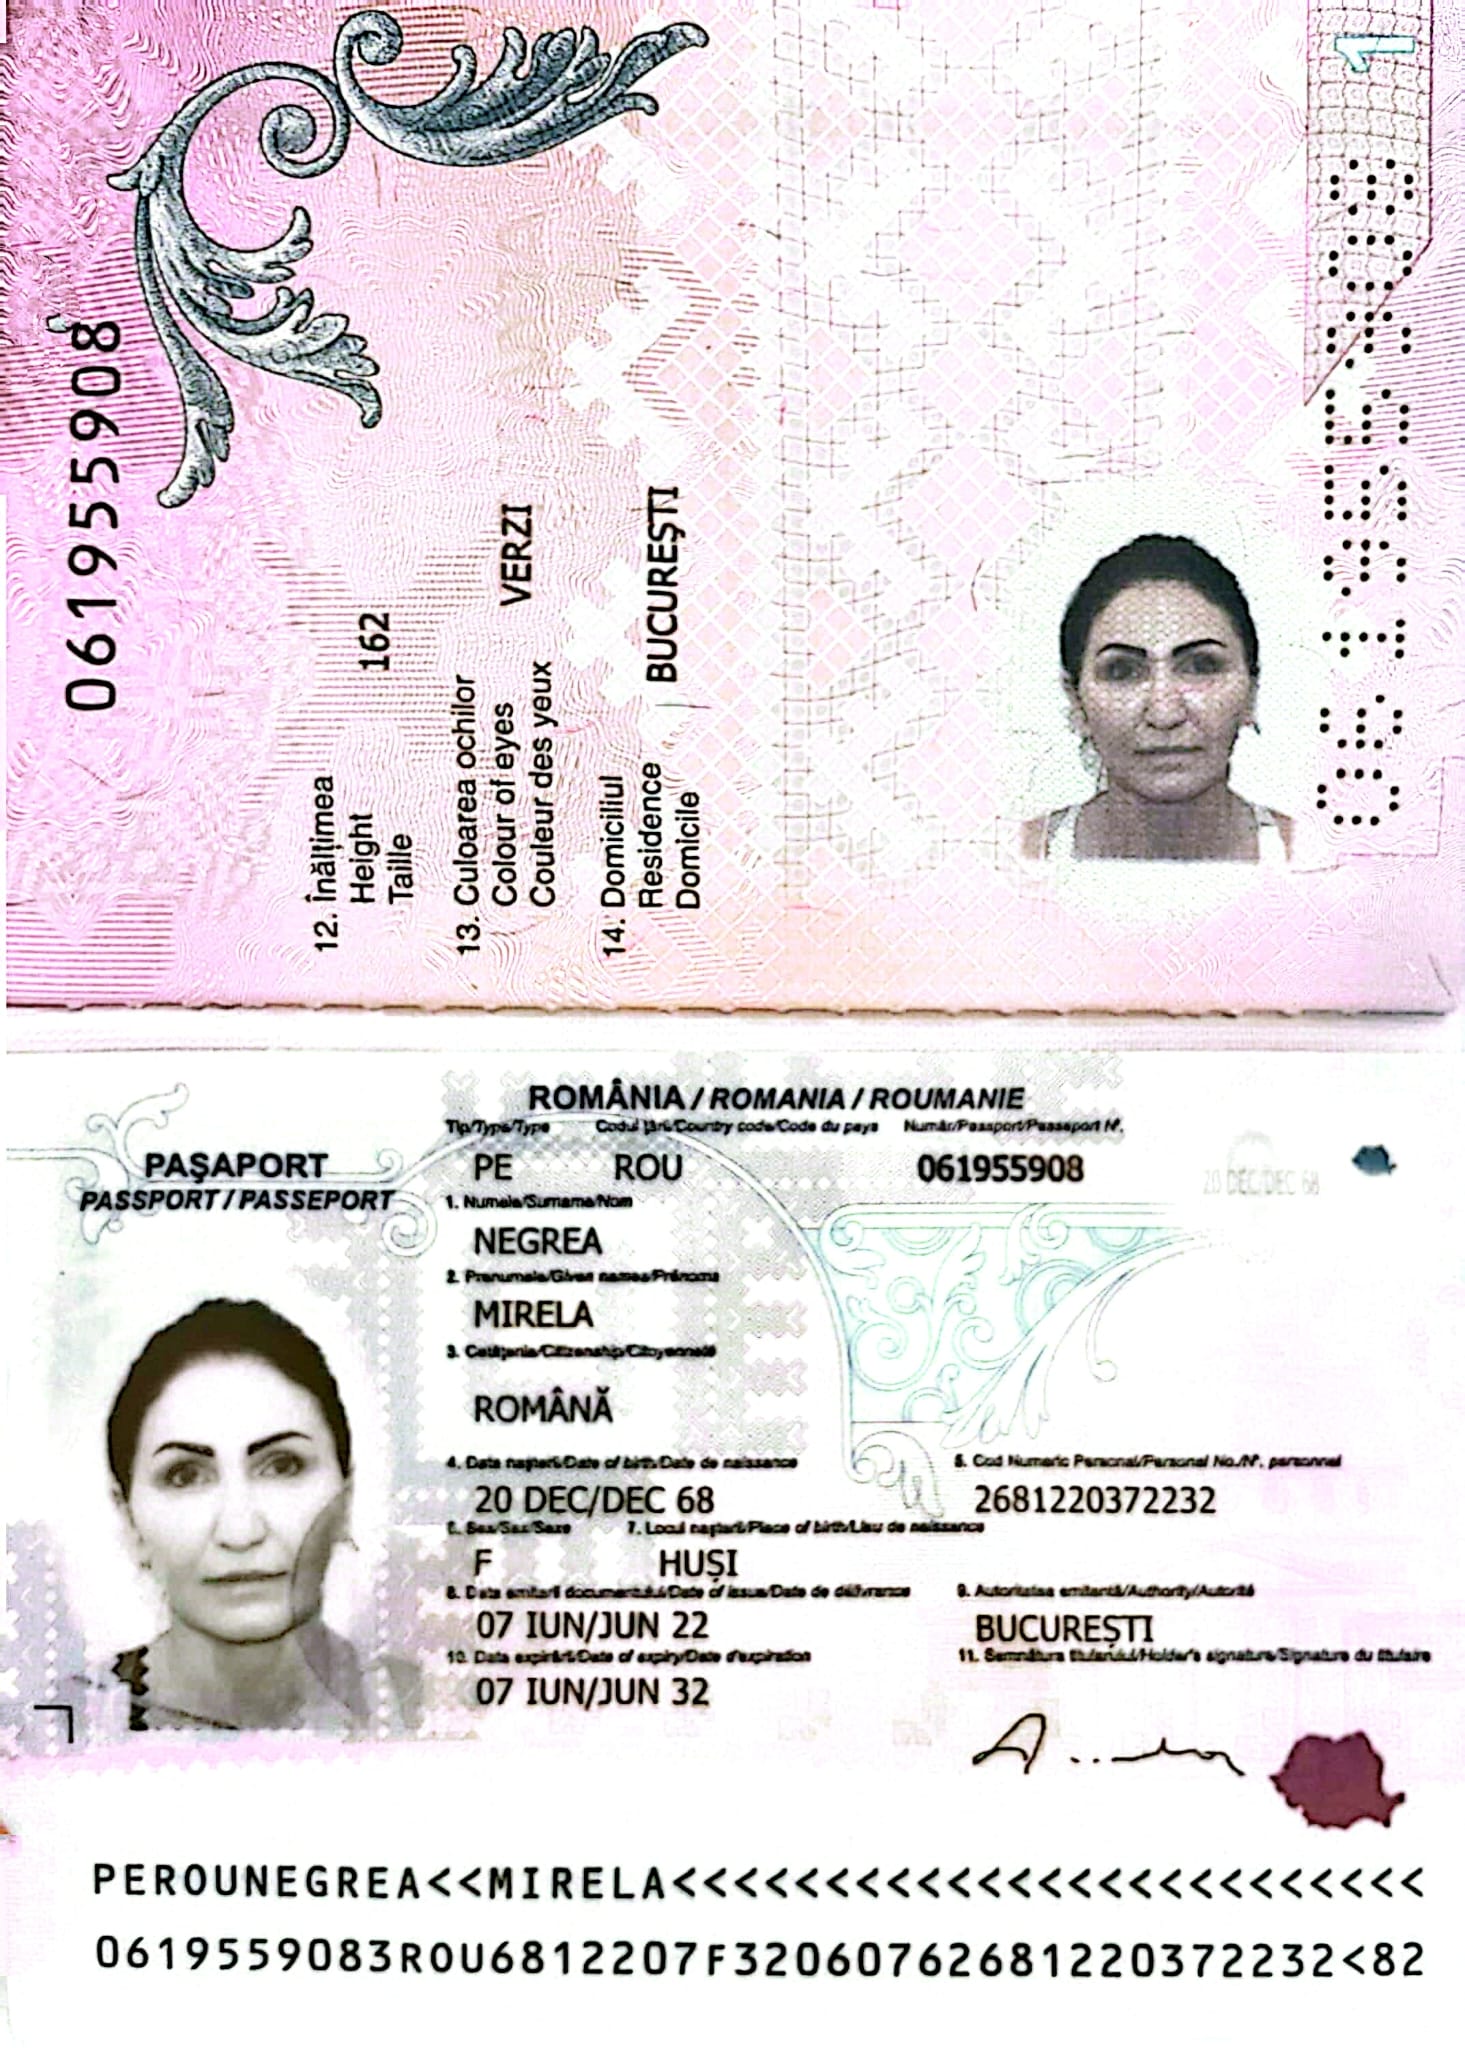 1
061955908
12. Înălțimea
Height 162
Taille
13. Culoarea ochilor
Colour of eyes VERZI
Couleur des yeux
14. Domiciliul
Residence BUCUREŞTI
Domicile
061955908
ROMÂNIA / ROMANIA / ROUMANIE
Tip/Type/Type Codul țării/Country code/Code du pays Număr/Passport/Passeport Nº.
PAŞAPORT
PASSPORT / PASSEPORT
PE ROU 061955908
20 DEC/DEC 68
1. Numele/Surname/Nom
NEGREA
2. Prenumele/Given names/Prénoms
MIRELA
3. Cetățenia/Citizenship/Citoyenneté
ROMÂNĂ
4. Data nașterii/Date of birth/Date de naissance 5. Cod Numeric Personal/Personal No./Nº. personnel
20 DEC/DEC 68 2681220372232
6. Sex/Sex/Sexe 7. Locul nașterii/Place of birth/Lieu de naissance
F HUȘI
8. Data emiterii documentului/Date of issue/Date de délivrance 9. Autoritatea emitentă/Authority/Autorité
07 IUN/JUN 22 BUCUREȘTI
10. Data expirării/Date of expiry/Date d'expiration 11. Semnătura titularului/Holder's signature/Signature du titulaire
07 IUN/JUN 32
PEROUNEGREA<<MIRELA<<<<<<<<<<<<<<<<<<<<<<<<<
0619559083ROU6812207F32060762681220372232<82